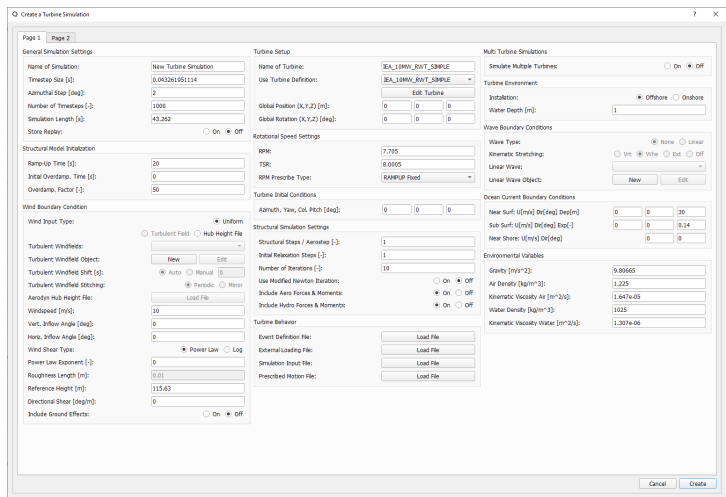 Create a Turbine Simulation
? ×
Page 1 Page 2
General Simulation Settings
Name of Simulation: New Turbine Simulation
Timestep Size [s]: 0.043261951114
Azimuthal Step [deg]: 2
Number of Timesteps [-]: 1000
Simulation Length [s]: 43.262
Store Replay: On Off
Structural Model Initialization
Ramp-Up Time [s]: 20
Initial Overdamp. Time [s]: 0
Overdamp. Factor [-]: 50
Wind Boundary Condition
Wind Input Type: Uniform
Turbulent Field Hub Height File
Turbulent Windfields:
Turbulent Windfield Object: New Edit
Turbulent Windfield Shift [s]: Auto Manual 0
Turbulent Windfield Stitching: Periodic Mirror
Aerodyn Hub Height File: Load File
Windspeed [m/s]: 10
Vert. Inflow Angle [deg]: 0
Horiz. Inflow Angle [deg]: 0
Wind Shear Type: Power Law Log
Power Law Exponent [-]: 0
Roughness Length [m]: 0.01
Reference Height [m]: 115.63
Directional Shear [deg/m]: 0
Include Ground Effects: On Off
Turbine Setup
Name of Turbine: IEA_10MW_RWT_SIMPLE
Use Turbine Definition: IEA_10MW_RWT_SIMPLE
Edit Turbine
Global Position (X,Y,Z) [m]: 0 0 0
Global Rotation (X,Y,Z) [deg]: 0 0 0
Rotational Speed Settings
RPM: 7.705
TSR: 8.0005
RPM Prescribe Type: RAMPUP Fixed
Turbine Initial Conditions
Azimuth, Yaw, Col. Pitch [deg]: 0 0 0
Structural Simulation Settings
Structural Steps / Aerostep [-]: 1
Initial Relaxation Steps [-]: 1
Number of Iterations [-]: 10
Use Modified Newton Iteration: On Off
Include Aero Forces & Moments: On Off
Include Hydro Forces & Moments: On Off
Turbine Behavior
Event Definition File: Load File
External Loading File: Load File
Simulation Input File: Load File
Prescribed Motion File: Load File
Multi Turbine Simulations
Simulate Multiple Turbines: On Off
Turbine Environment
Installation: Offshore Onshore
Water Depth [m]: 1
Wave Boundary Conditions
Wave Type: None Linear
Kinematic Stretching: Vrt Whe Ext Off
Linear Wave:
Linear Wave Object: New Edit
Ocean Current Boundary Conditions
Near Surf: U[m/s] Dir[deg] Dep[m] 0 0 30
Sub Surf: U[m/s] Dir[deg] Exp[-] 0 0 0.14
Near Shore: U[m/s] Dir[deg] 0 0
Environmental Variables
Gravity [m/s^2]: 9.80665
Air Density [kg/m^3]: 1.225
Kinematic Viscosity Air [m^2/s]: 1.647e-05
Water Density [kg/m^3]: 1025
Kinematic Viscosity Water [m^2/s]: 1.307e-06
Cancel Create